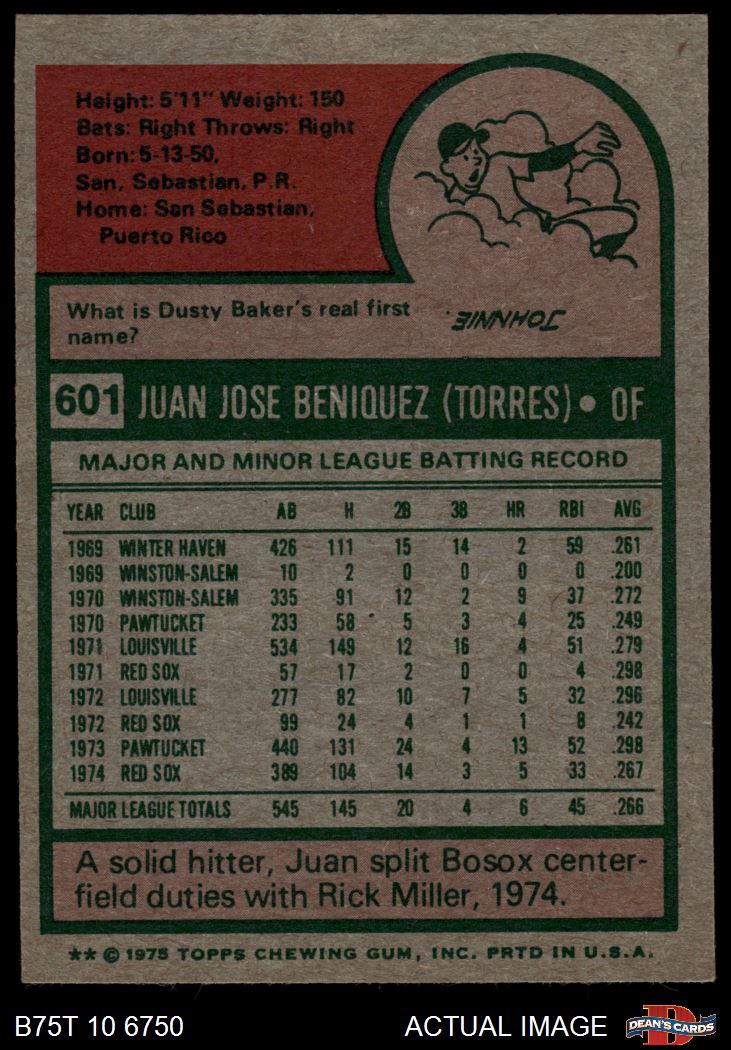 Height: 5'11" Weight: 150
Bats: Right Throws: Right
Born: 5-13-50,
San, Sebastian, P.R.
Home: San Sebastian,
Puerto Rico
What is Dusty Baker's real first
name?
JOHNNIE.
601 JUAN JOSE BENIQUEZ (TORRES) • OF
MAJOR AND MINOR LEAGUE BATTING RECORD
YEAR CLUB AB H 2B 3B HR RBI AVG
1969 WINTER HAVEN 426 111 15 14 2 59 .261
1969 WINSTON-SALEM 10 2 0 0 0 0 .200
1970 WINSTON-SALEM 335 91 12 2 9 37 .272
1970 PAWTUCKET 233 58 5 3 4 25 .249
1971 LOUISVILLE 534 149 12 16 4 51 .279
1971 RED SOX 57 17 2 0 0 4 .298
1972 LOUISVILLE 277 82 10 7 5 32 .296
1972 RED SOX 99 24 4 1 1 8 .242
1973 PAWTUCKET 440 131 24 4 13 52 .298
1974 RED SOX 389 104 14 3 5 33 .267
MAJOR LEAGUE TOTALS 545 145 20 4 6 45 .266
A solid hitter, Juan split Bosox center-
field duties with Rick Miller, 1974.
** © 1975 TOPPS CHEWING GUM, INC. PRTD IN U.S.A.
B75T 10 6750 ACTUAL IMAGE DEAN'S CARDS